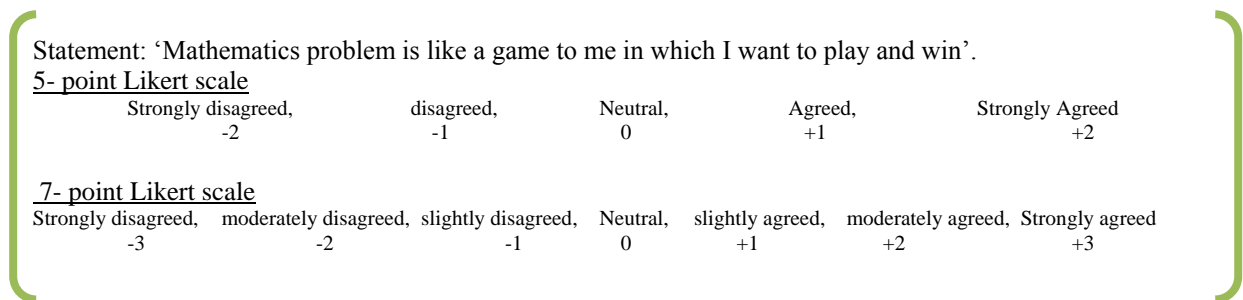 Statement: ‘Mathematics problem is like a game to me in which I want to play and win’.
5- point Likert scale
Strongly disagreed, disagreed, Neutral, Agreed, Strongly Agreed
-2 -1 0 +1 +2
7- point Likert scale
Strongly disagreed, moderately disagreed, slightly disagreed, Neutral, slightly agreed, moderately agreed, Strongly agreed
-3 -2 -1 0 +1 +2 +3